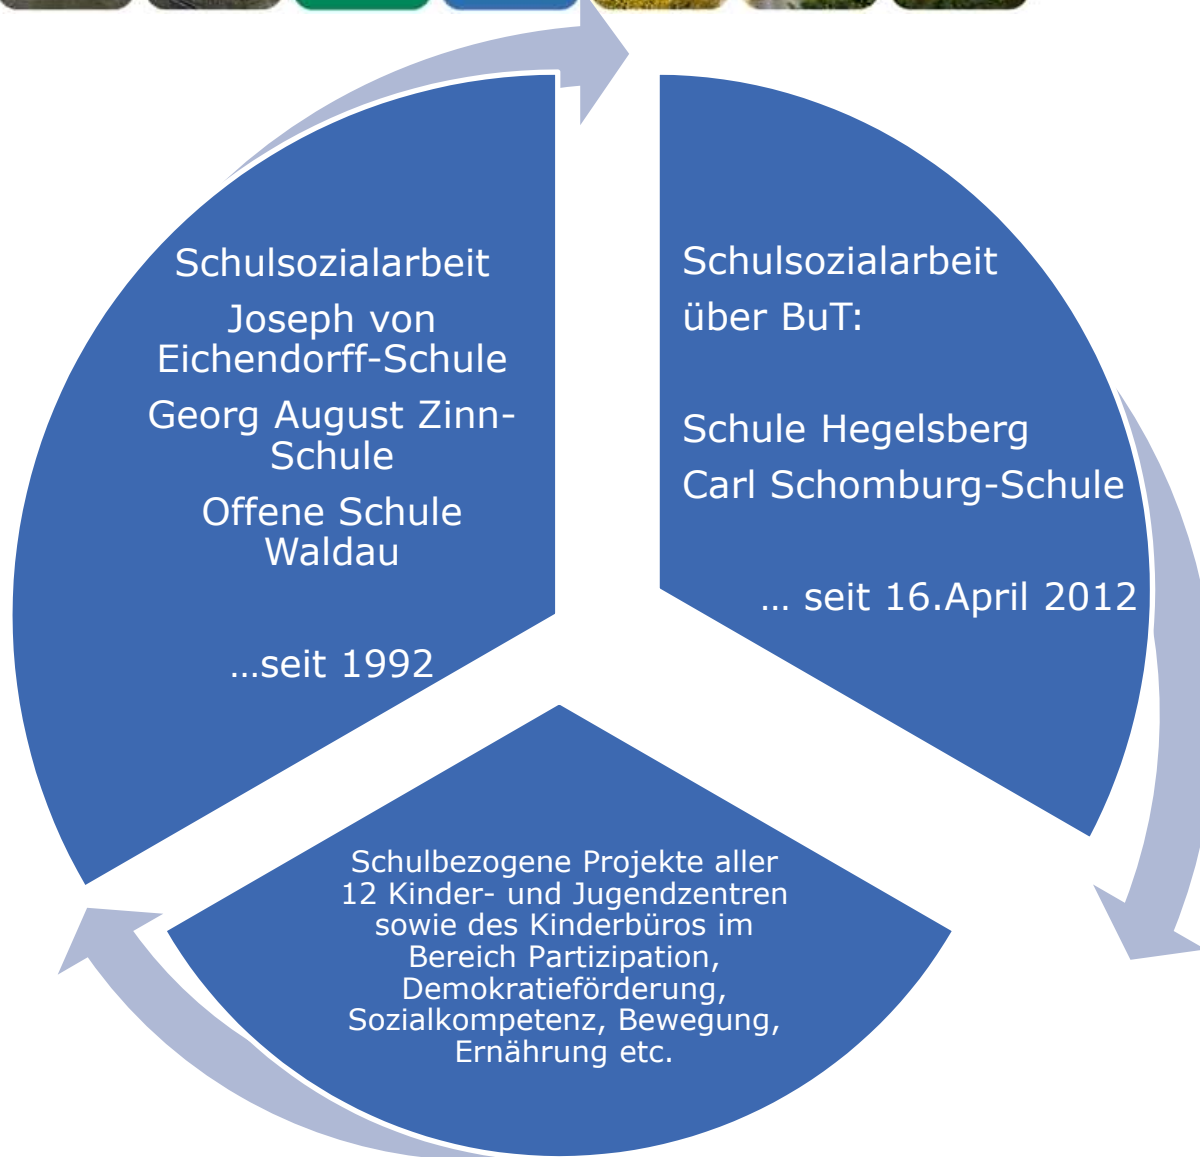 Schulsozialarbeit
Joseph von
Eichendorff-Schule
Georg August Zinn-
Schule
Offene Schule
Waldau
…seit 1992
Schulsozialarbeit
über BuT:
Schule Hegelsberg
Carl Schomburg-Schule
… seit 16.April 2012
Schulbezogene Projekte aller
12 Kinder- und Jugendzentren
sowie des Kinderbüros im
Bereich Partizipation,
Demokratieförderung,
Sozialkompetenz, Bewegung,
Ernährung etc.